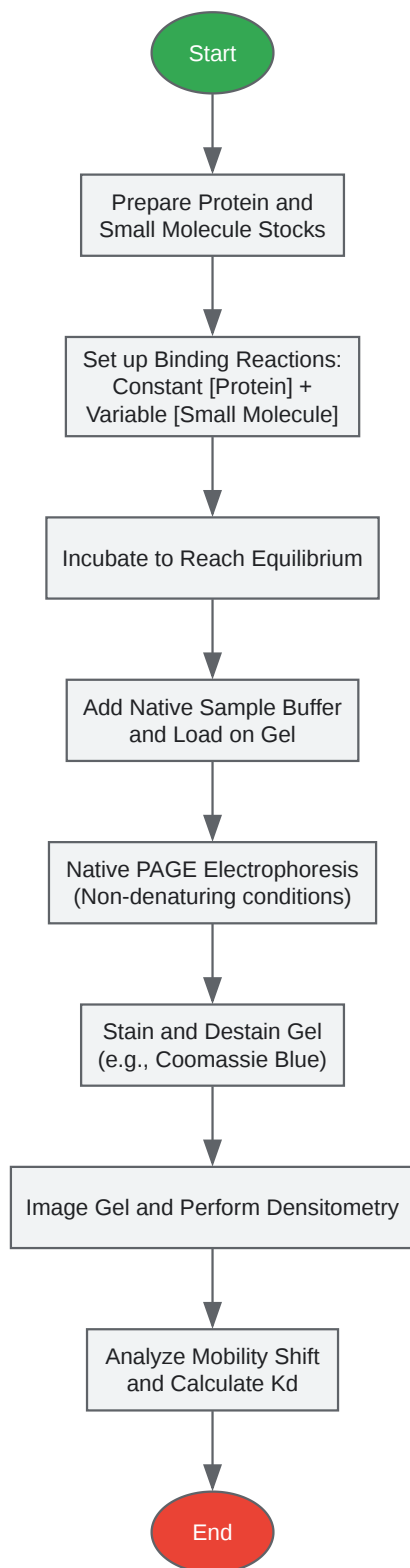 Start
Prepare Protein and
Small Molecule Stocks
Set up Binding Reactions:
Constant [Protein] +
Variable [Small Molecule]
Incubate to Reach Equilibrium
Add Native Sample Buffer
and Load on Gel
Native PAGE Electrophoresis
(Non-denaturing conditions)
Stain and Destain Gel
(e.g., Coomassie Blue)
Image Gel and Perform Densitometry
Analyze Mobility Shift
and Calculate Kd
End